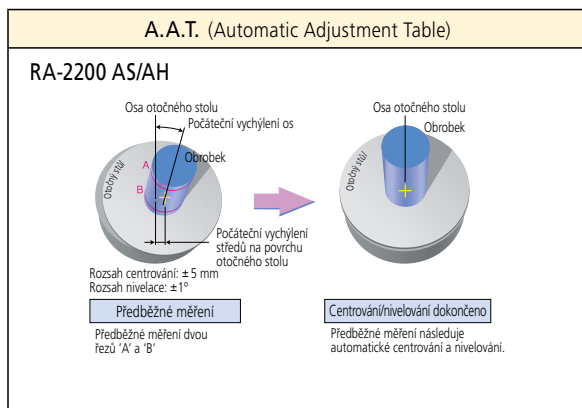 A.A.T. (Automatic Adjustment Table)
RA-2200 AS/AH
Osa otočného stolu
Počáteční vychýlení os
Obrobek
A
B
Otočný stůl
Počáteční vychýlení
středů na povrchu
otočného stolu
Rozsah centrování: ±5 mm
Rozsah nivelace: ±1º
Předběžné měření
Předběžné měření dvou
řezů ‘A’ a ‘B’
Osa otočného stolu
Obrobek
Otočný stůl
Centrování/nivelování dokončeno
Předběžné měření následuje
automatické centrování a nivelování.